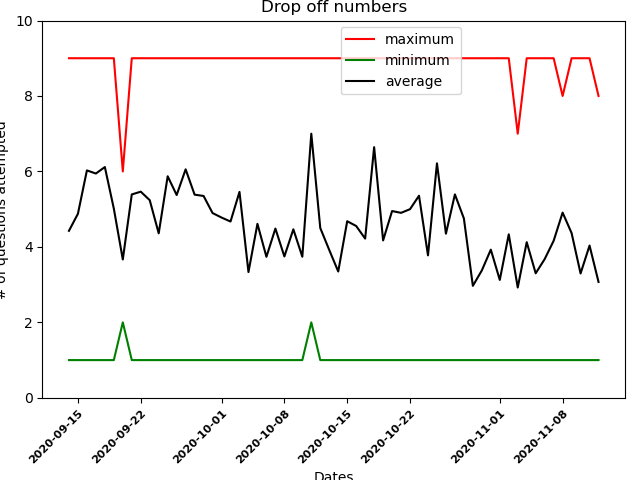 Drop off numbers
maximum
minimum
average
# of questions attempted
10
8
6
4
2
0
2020-09-15
2020-09-22
2020-10-01
2020-10-08
2020-10-15
2020-10-22
2020-11-01
2020-11-08
Dates